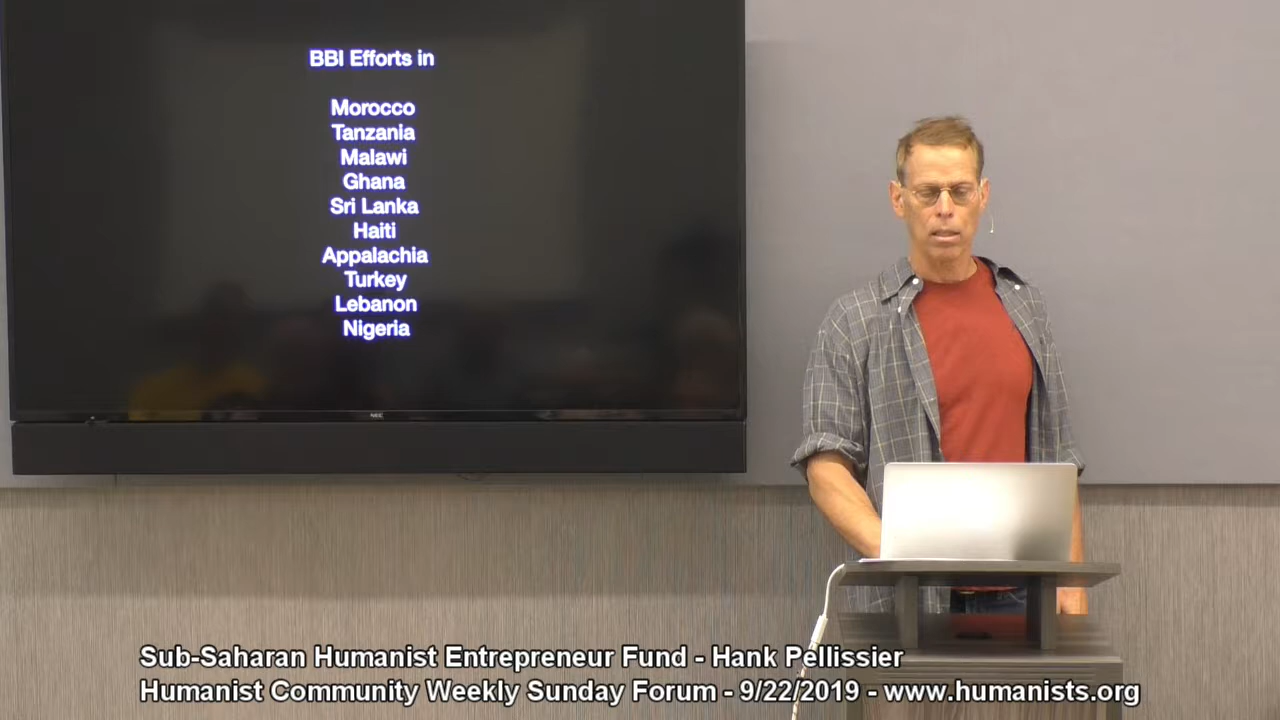 BBI Efforts in
Morocco
Tanzania
Malawi
Ghana
Sri Lanka
Haiti
Appalachia
Turkey
Lebanon
Nigeria
NEC
Sub-Saharan Humanist Entrepreneur Fund - Hank Pellissier
Humanist Community Weekly Sunday Forum - 9/22/2019 - www.humanists.org